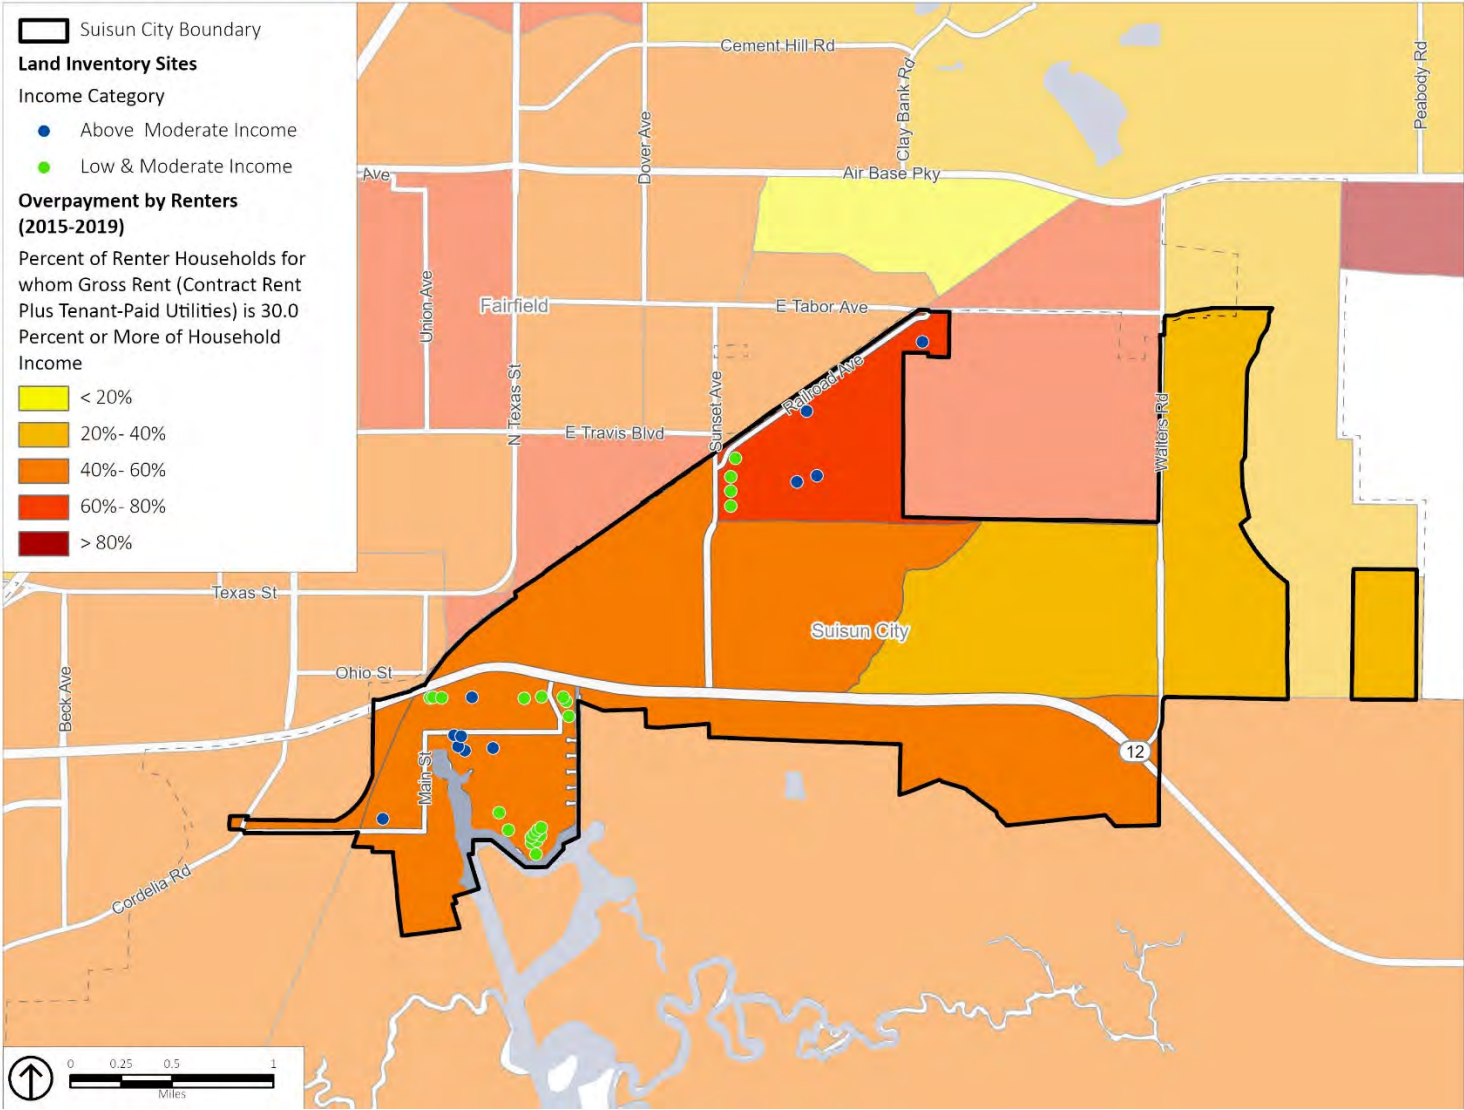 Suisun City Boundary
Land Inventory Sites
Income Category
Above Moderate Income
Low & Moderate Income
Overpayment by Renters
(2015-2019)
Percent of Renter Households for
whom Gross Rent (Contract Rent
Plus Tenant-Paid Utilities) is 30.0
Percent or More of Household
Income
< 20%
20%- 40%
40%- 60%
60%- 80%
> 80%
Cement Hill Rd
Clay Bank Rd
Peabody Rd
Dover Ave
Ave
Air Base Pky
Union Ave
Fairfield
E Tabor Ave
N Texas St
Sunset Ave
Railroad Ave
E Travis Blvd
Walters Rd
Texas St
Suisun City
Ohio St
Beck Ave
Main St
12
Cordelia Rd
0 0.25 0.5 1
Miles